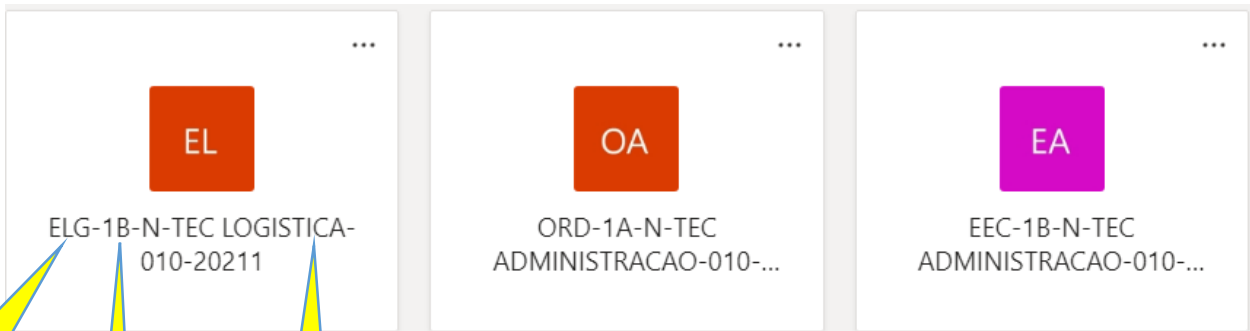 ...
...
...
EL
OA
EA
ELG-1B-N-TEC LOGISTICA-
010-20211
ORD-1A-N-TEC
ADMINISTRACAO-010-...
EEC-1B-N-TEC
ADMINISTRACAO-010-...